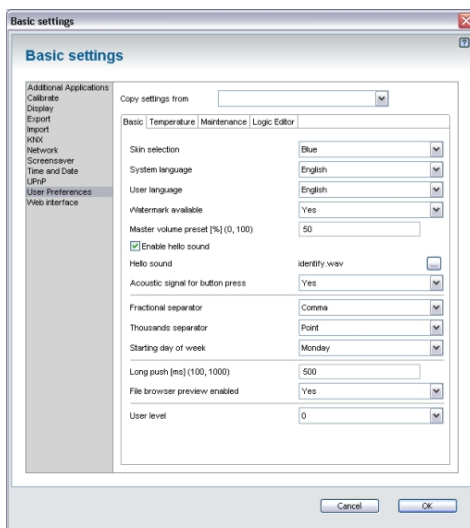 Basic settings
Basic settings
Additional Applications
Calibrate
Display
Export
Import
KNX
Network
Screensaver
Time and Date
UPnP
User Preferences
Web interface
Copy settings from
Basic Temperature Maintenance Logic Editor
Skin selection Blue
System language English
User language English
Watermark available Yes
Master volume preset [%] (0, 100) 50
Enable hello sound
Hello sound identify.wav ...
Acoustic signal for button press Yes
Fractional separator Comma
Thousands separator Point
Starting day of week Monday
Long push [ms] (100, 1000) 500
File browser preview enabled Yes
User level 0
Cancel OK